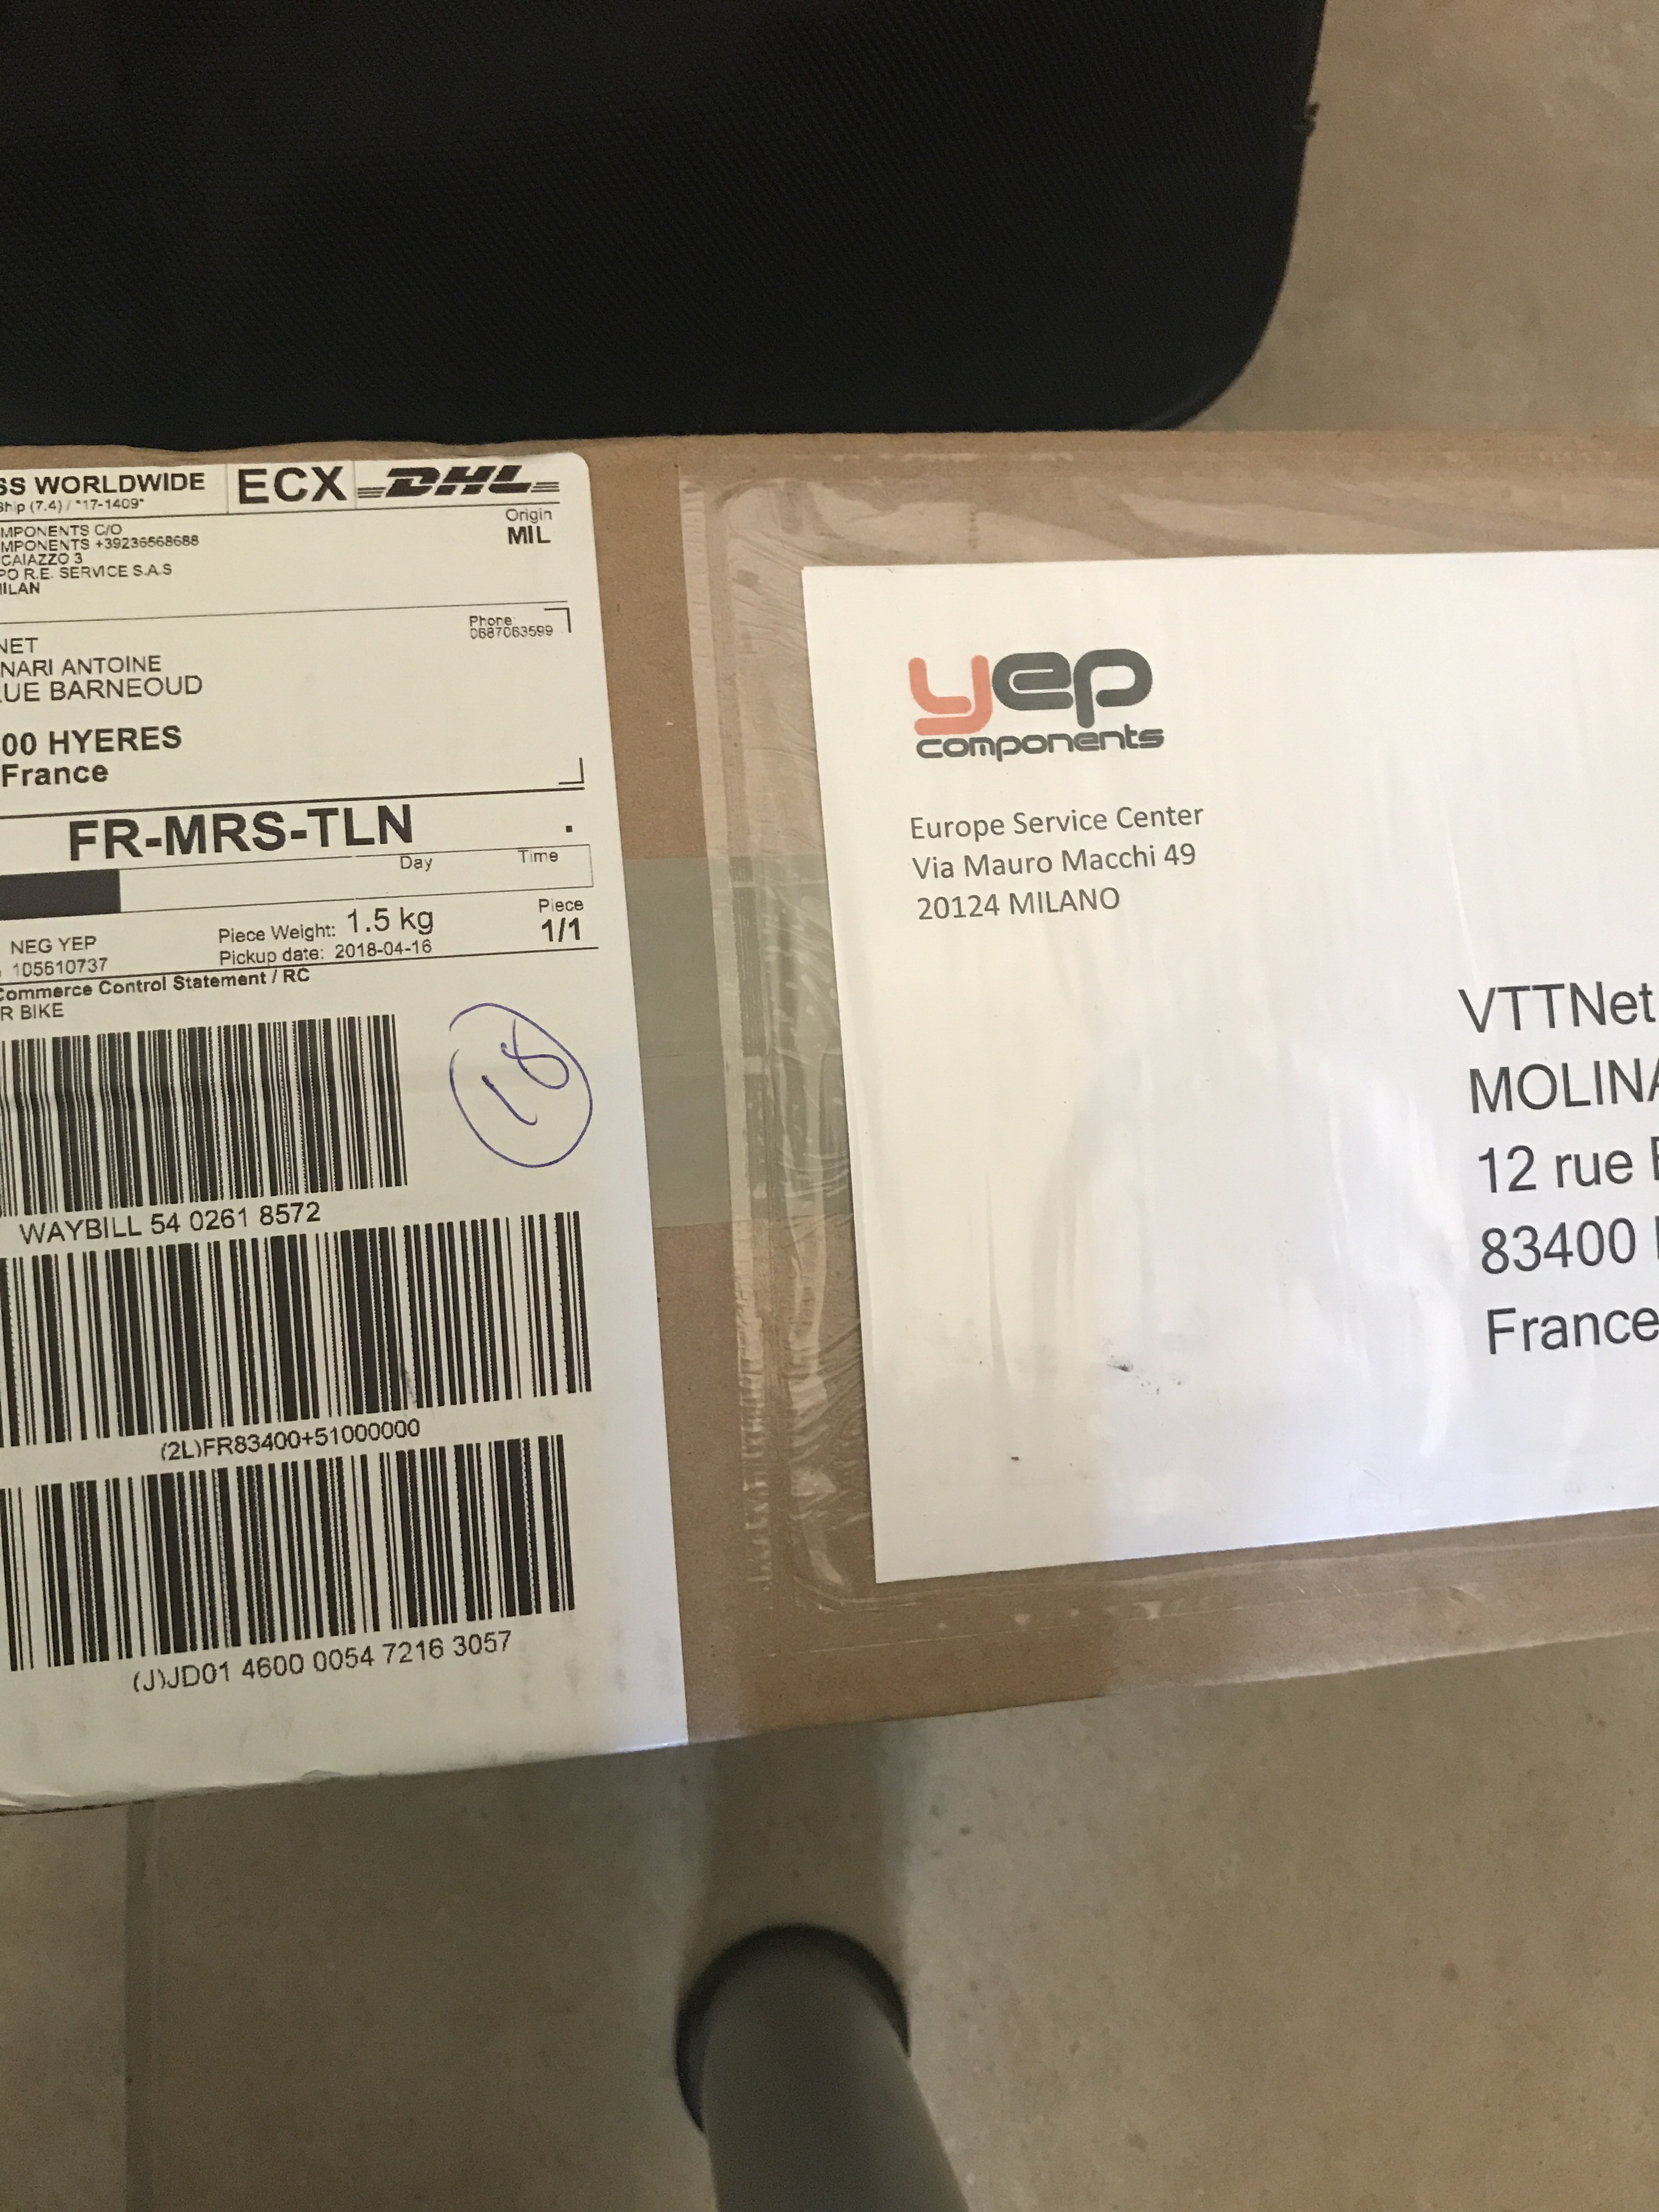 SS WORLDWIDE ECX DHL
Ship (7.4) / "17-1409"
Origin
MIL
MPONENTS C/O
MPONENTS +39236568688
CAIAZZO 3
PO R.E. SERVICE S.A.S
MILAN
Phone
0687063599
NET
NARI ANTOINE
RUE BARNEOUD
00 HYERES
France
FR-MRS-TLN
Day Time
NEG YEP
105610737
Piece Weight: 1.5 kg
Pickup date: 2018-04-16
Piece
1/1
Commerce Control Statement / RC
R BIKE
18
WAYBILL 54 0261 8572
(2L)FR83400+51000000
(J)JD01 4600 0054 7216 3057
yep
components
Europe Service Center
Via Mauro Macchi 49
20124 MILANO
VTTNet
MOLINA
12 rue
83400
France